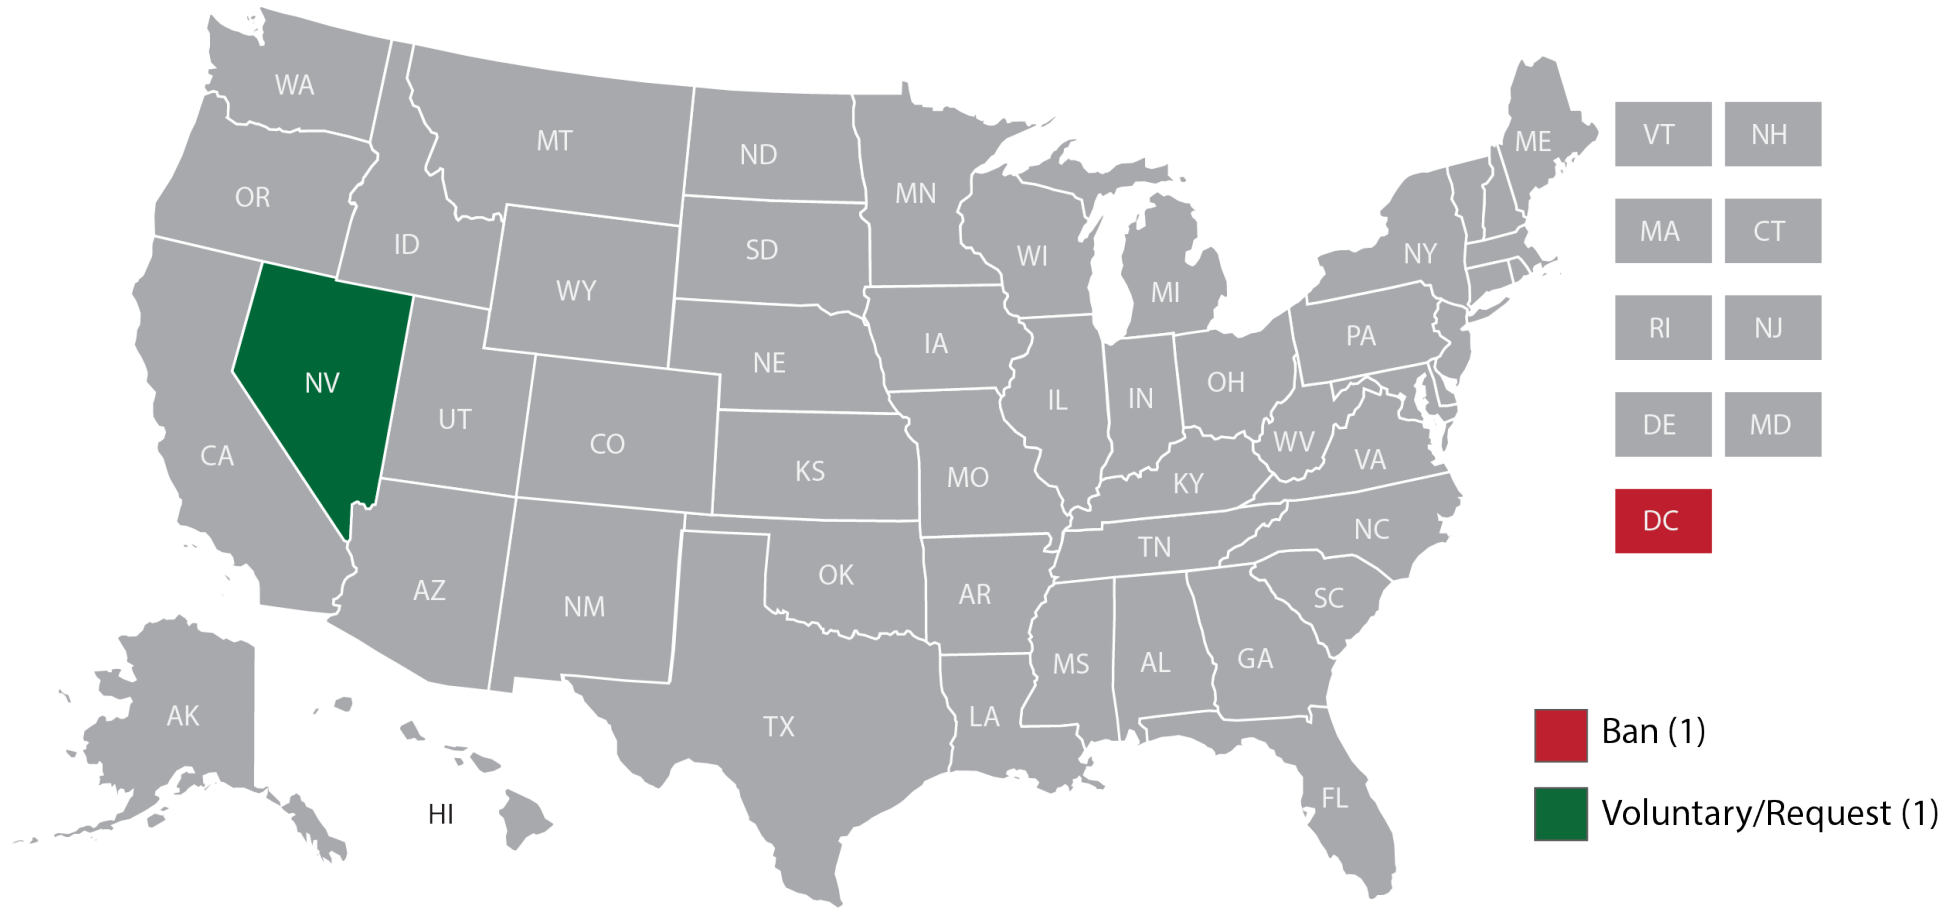 WA
MT
ND
MN
ME
VT
NH
OR
ID
SD
WI
NY
MA
CT
WY
MI
NV
NE
IA
PA
RI
NJ
UT
CO
IL
IN
OH
DE
MD
CA
KS
MO
WV
VA
KY
DC
AZ
NM
OK
AR
TN
NC
SC
AK
TX
LA
MS
AL
GA
HI
FL
Ban (1)
Voluntary/Request (1)